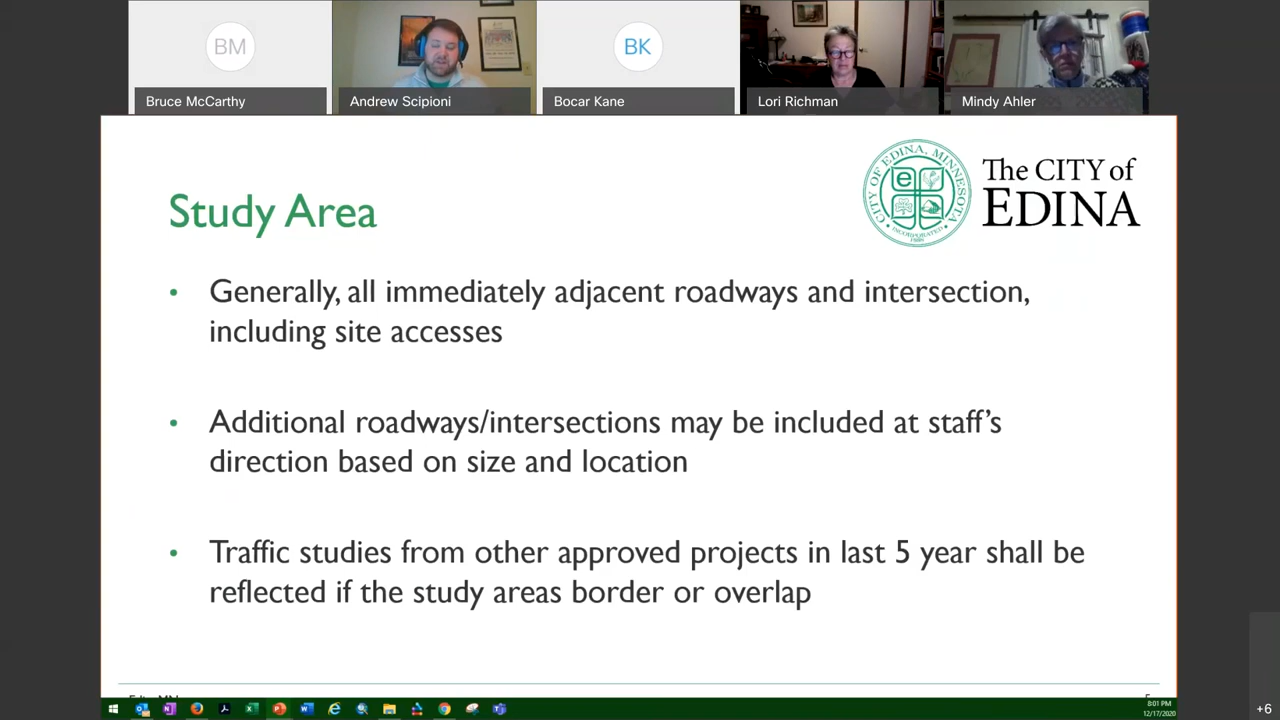 BM
BK
Bruce McCarthy
Andrew Scipioni
Bocar Kane
Lori Richman
Mindy Ahler
CITY OF EDINA, MINNESOTA
INCORPORATED
1888
e
The CITY of
EDINA
Study Area
• Generally, all immediately adjacent roadways and intersection,
including site accesses
• Additional roadways/intersections may be included at staff's
direction based on size and location
• Traffic studies from other approved projects in last 5 year shall be
reflected if the study areas border or overlap
8:01 PM
12/17/2020
+6